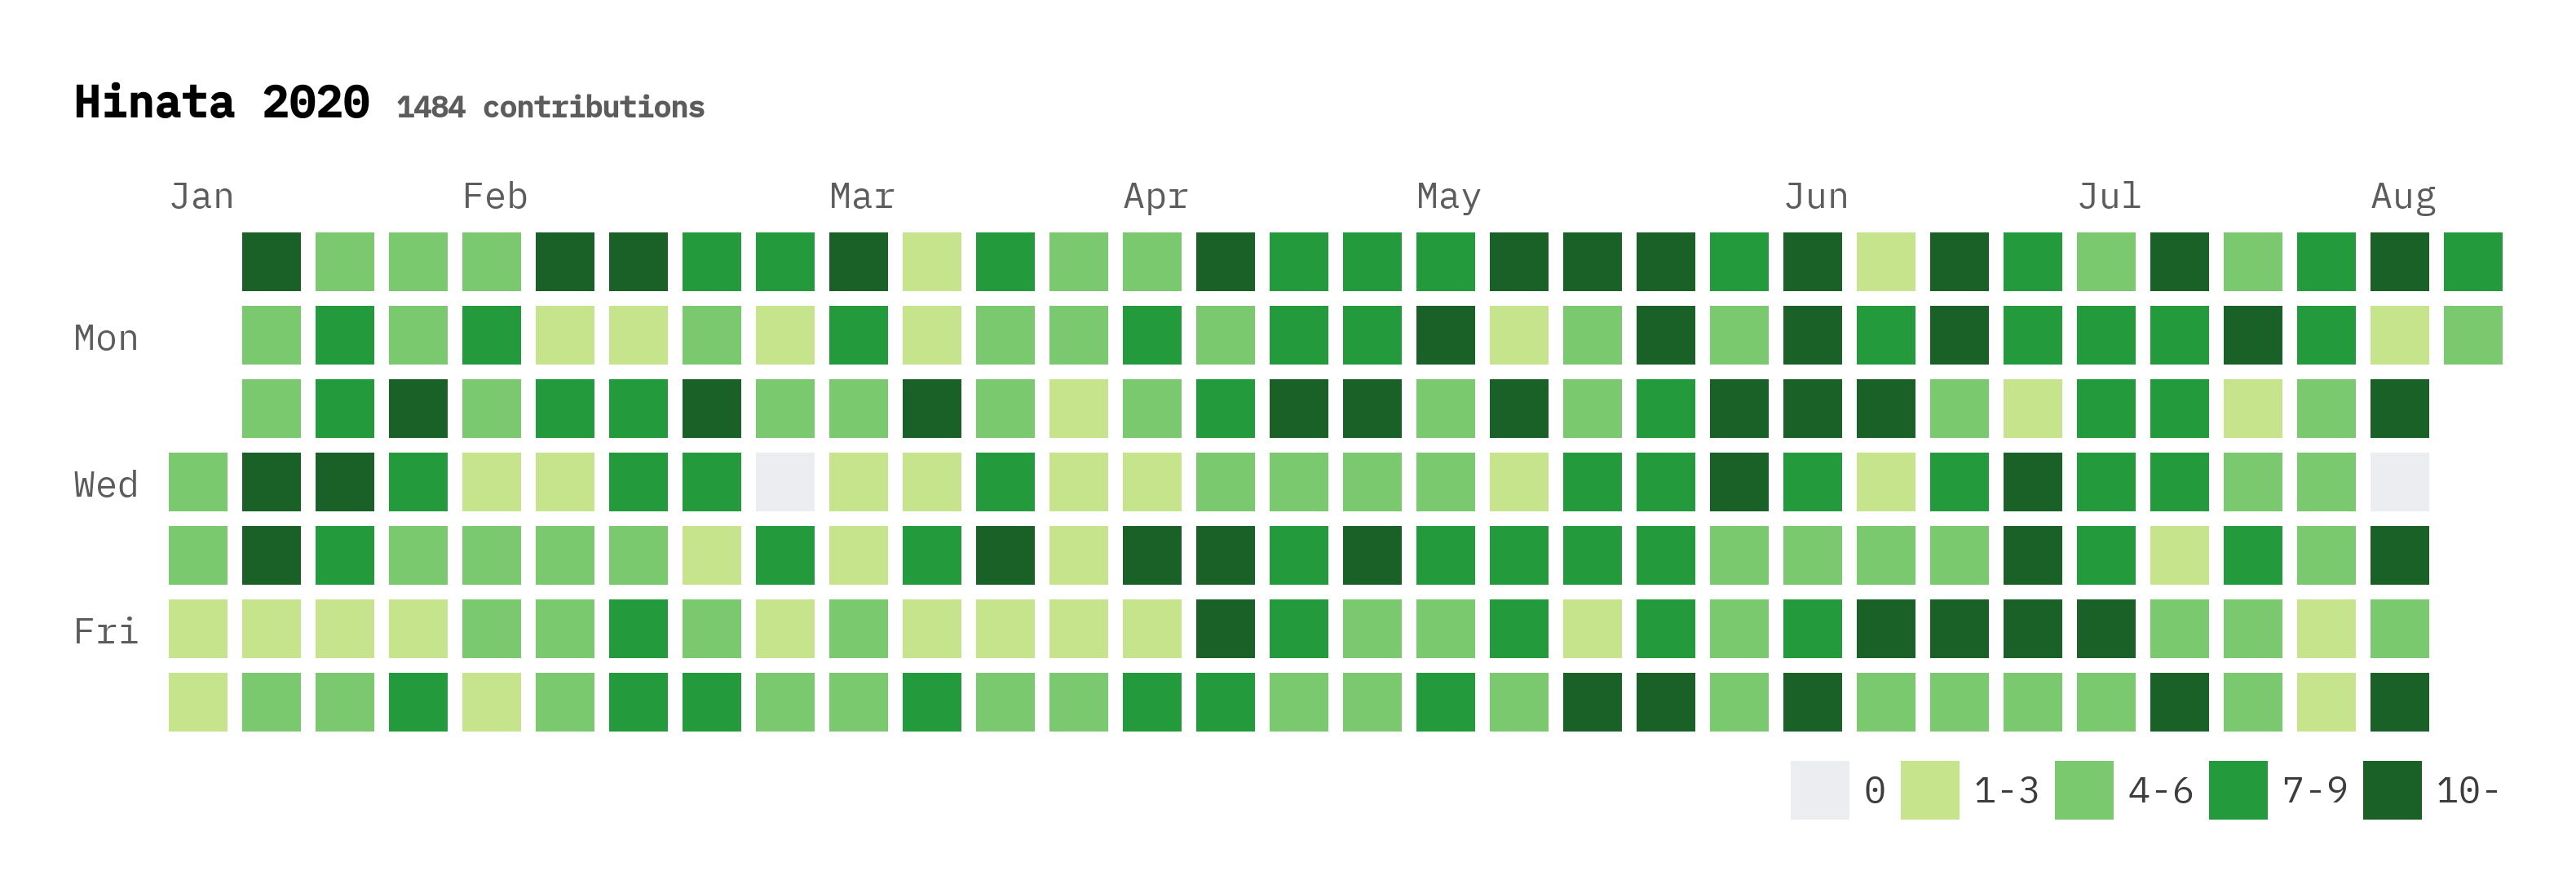 Hinata 2020 1484 contributions
Jan Feb Mar Apr May Jun Jul Aug
Mon
Wed
Fri
0 1-3 4-6 7-9 10-